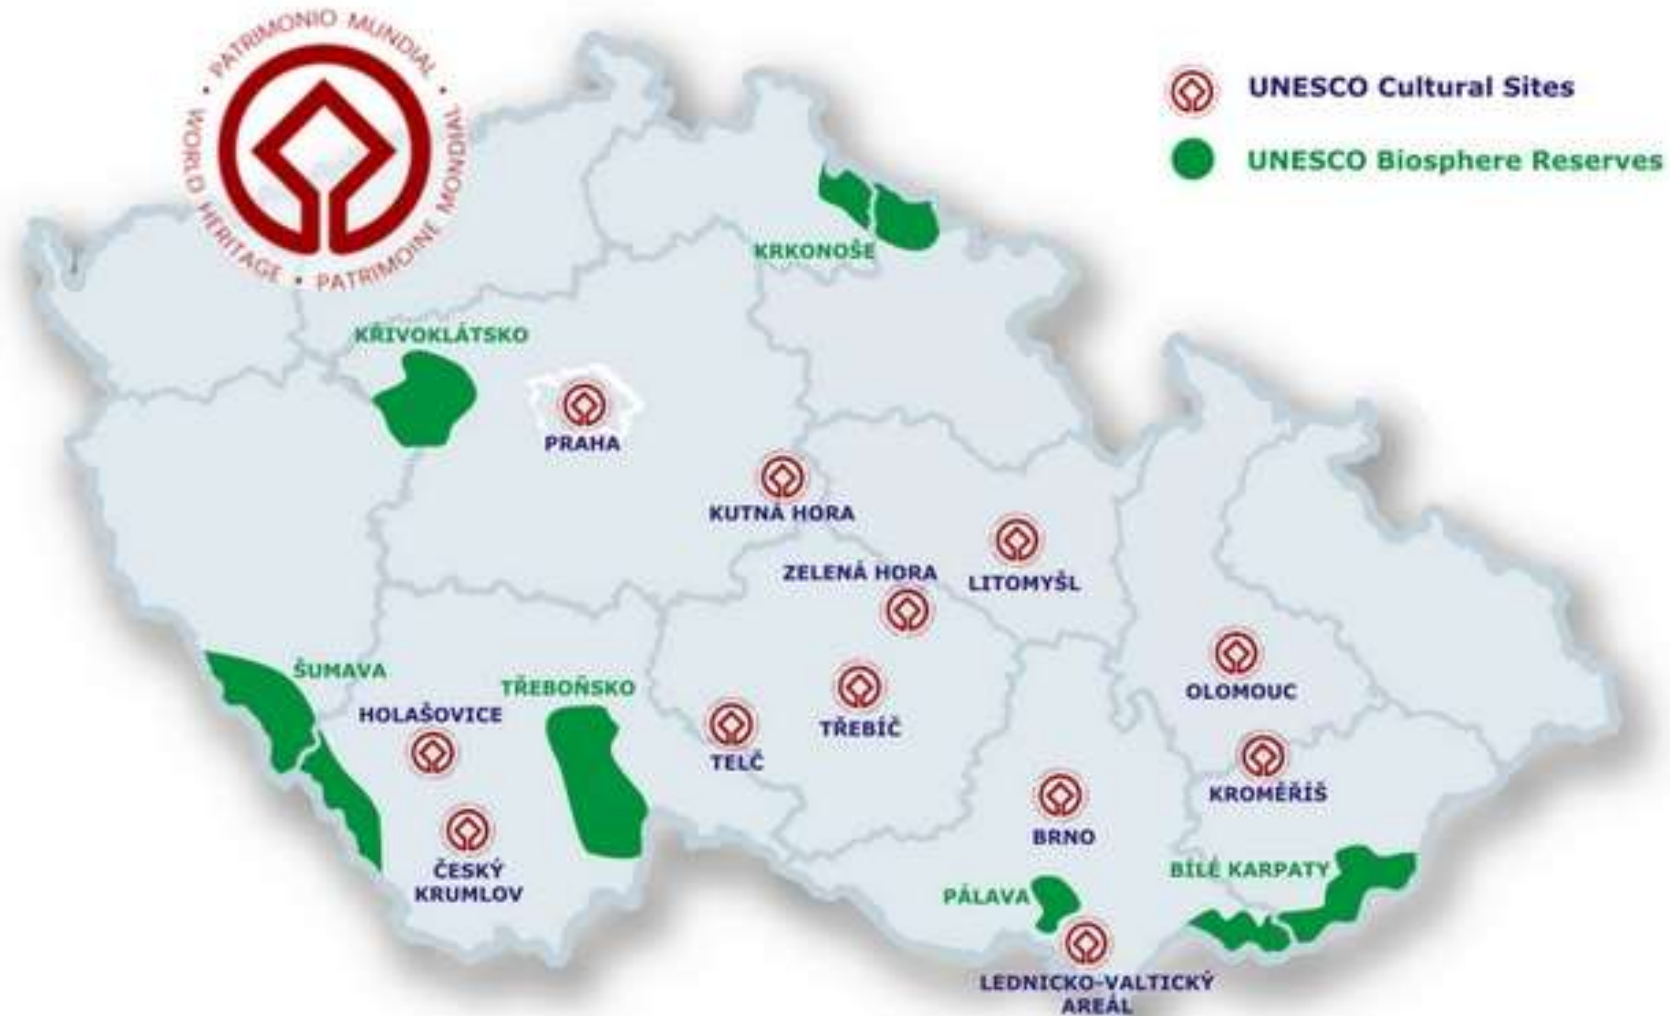 • PATRIMONIO MUNDIAL •
WORLD HERITAGE • PATRIMOINE MONDIAL
UNESCO Cultural Sites
UNESCO Biosphere Reserves
KRKONOŠE
KŘIVOKLÁTSKO
PRAHA
KUTNÁ HORA
ZELENÁ HORA
LITOMYŠL
ŠUMAVA
TŘEBOŇSKO
HOLAŠOVICE
OLOMOUC
TŘEBÍČ
TELČ
KROMĚŘÍŠ
BRNO
ČESKÝ
KRUMLOV
BÍLÉ KARPATY
PÁLAVA
LEDNICKO-VALTICKÝ
AREÁL